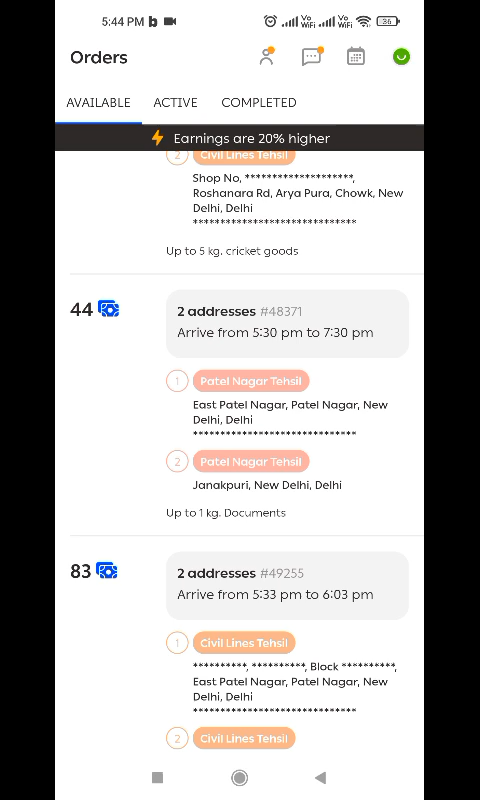 5:44 PM b Vo WiFi Vo WiFi 36
Orders
AVAILABLE ACTIVE COMPLETED
Earnings are 20% higher
2 Civil Lines Tehsil
Shop No, ********************,
Roshanara Rd, Arya Pura, Chowk, New
Delhi, Delhi
******************************
Up to 5 kg. cricket goods
44 2 addresses #48371
Arrive from 5:30 pm to 7:30 pm
1 Patel Nagar Tehsil
East Patel Nagar, Patel Nagar, New
Delhi, Delhi
******************************
2 Patel Nagar Tehsil
Janakpuri, New Delhi, Delhi
Up to 1 kg. Documents
83 2 addresses #49255
Arrive from 5:33 pm to 6:03 pm
1 Civil Lines Tehsil
**********, **********, Block **********,
East Patel Nagar, Patel Nagar, New
Delhi, Delhi
******************************
2 Civil Lines Tehsil